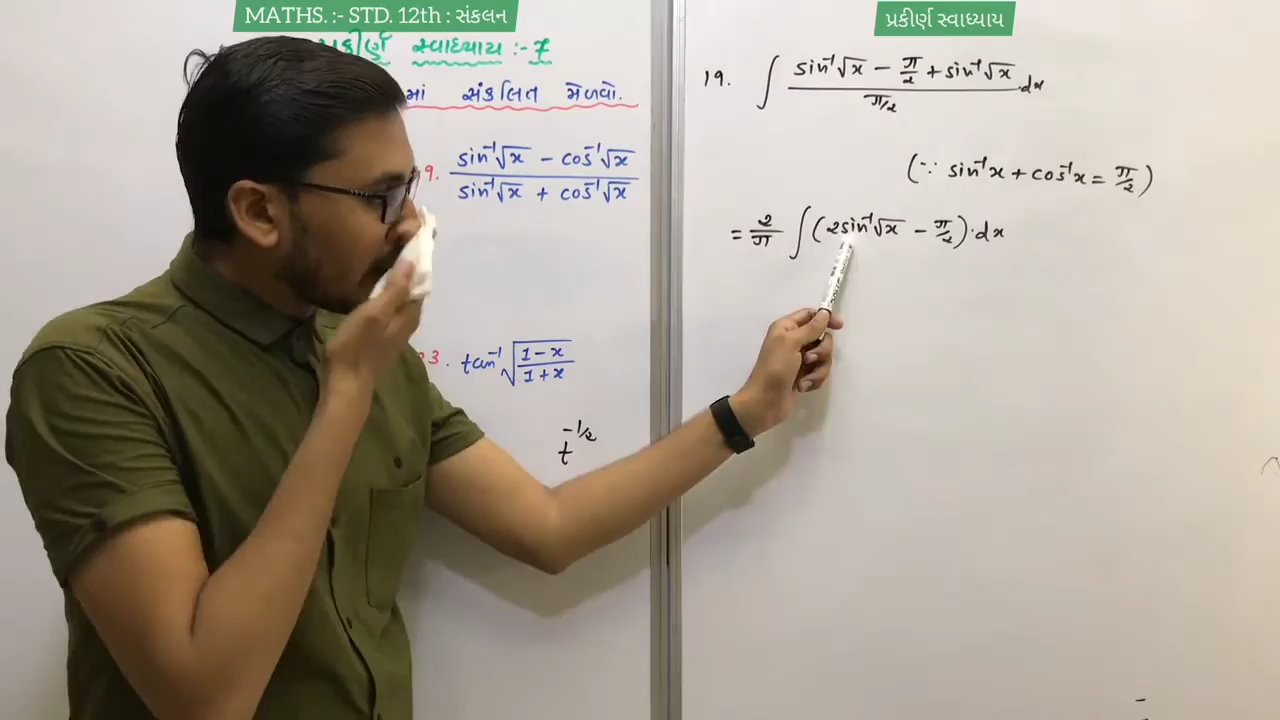 MATHS. :- STD. 12th : સંકલન
પ્રકીર્ણ સ્વાધ્યાય
સ્વાધ્યાય :- 7
માં સંકલિત મેળવો.
9. (sin⁻¹√x − cos⁻¹√x) / (sin⁻¹√x + cos⁻¹√x)
23. tan⁻¹ √((1−x)/(1+x))
t^(-1/2)
19. ∫ (sin⁻¹√x − π/2 + sin⁻¹√x) / (π/2) ·dx
(∵ sin⁻¹x + cos⁻¹x = π/2)
= 2/π ∫ (2sin⁻¹√x − π/2)·dx